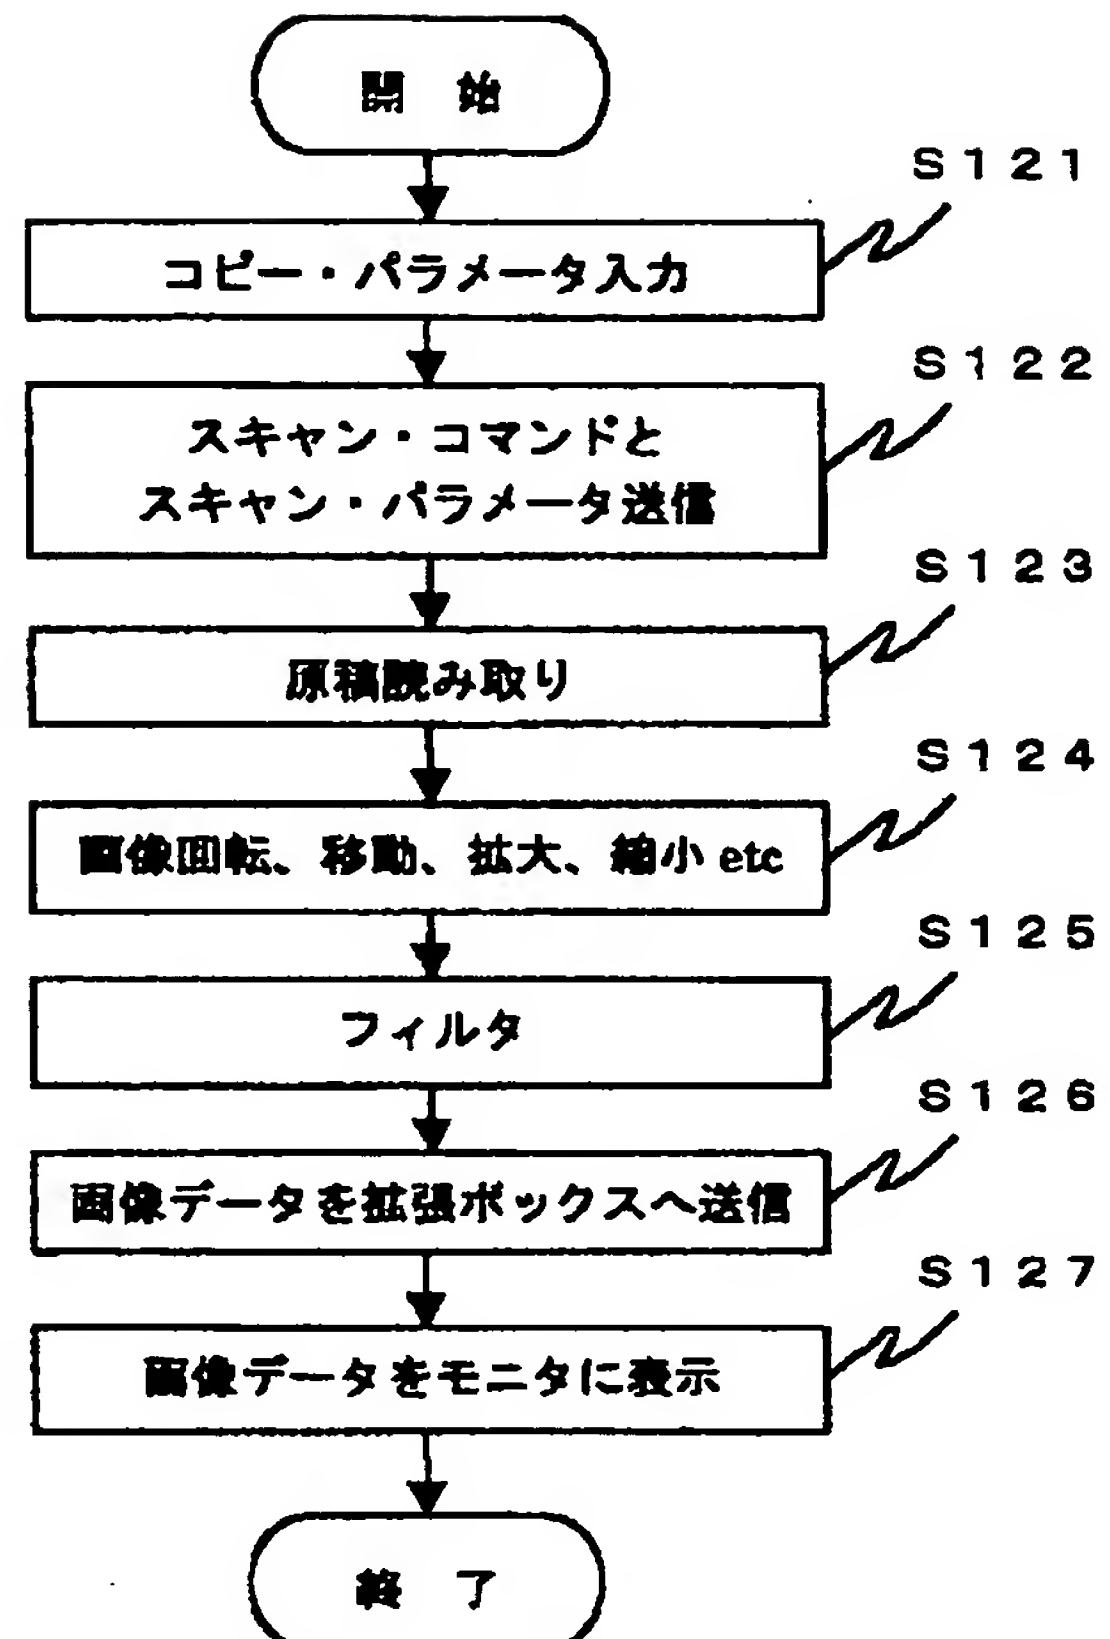 開 始
S121
コピー・パラメータ入力
S122
スキャン・コマンドと
スキャン・パラメータ送信
S123
原稿読み取り
S124
画像回転、移動、拡大、縮小 etc
S125
フィルタ
S126
画像データを拡張ボックスへ送信
S127
画像データをモニタに表示
終 了